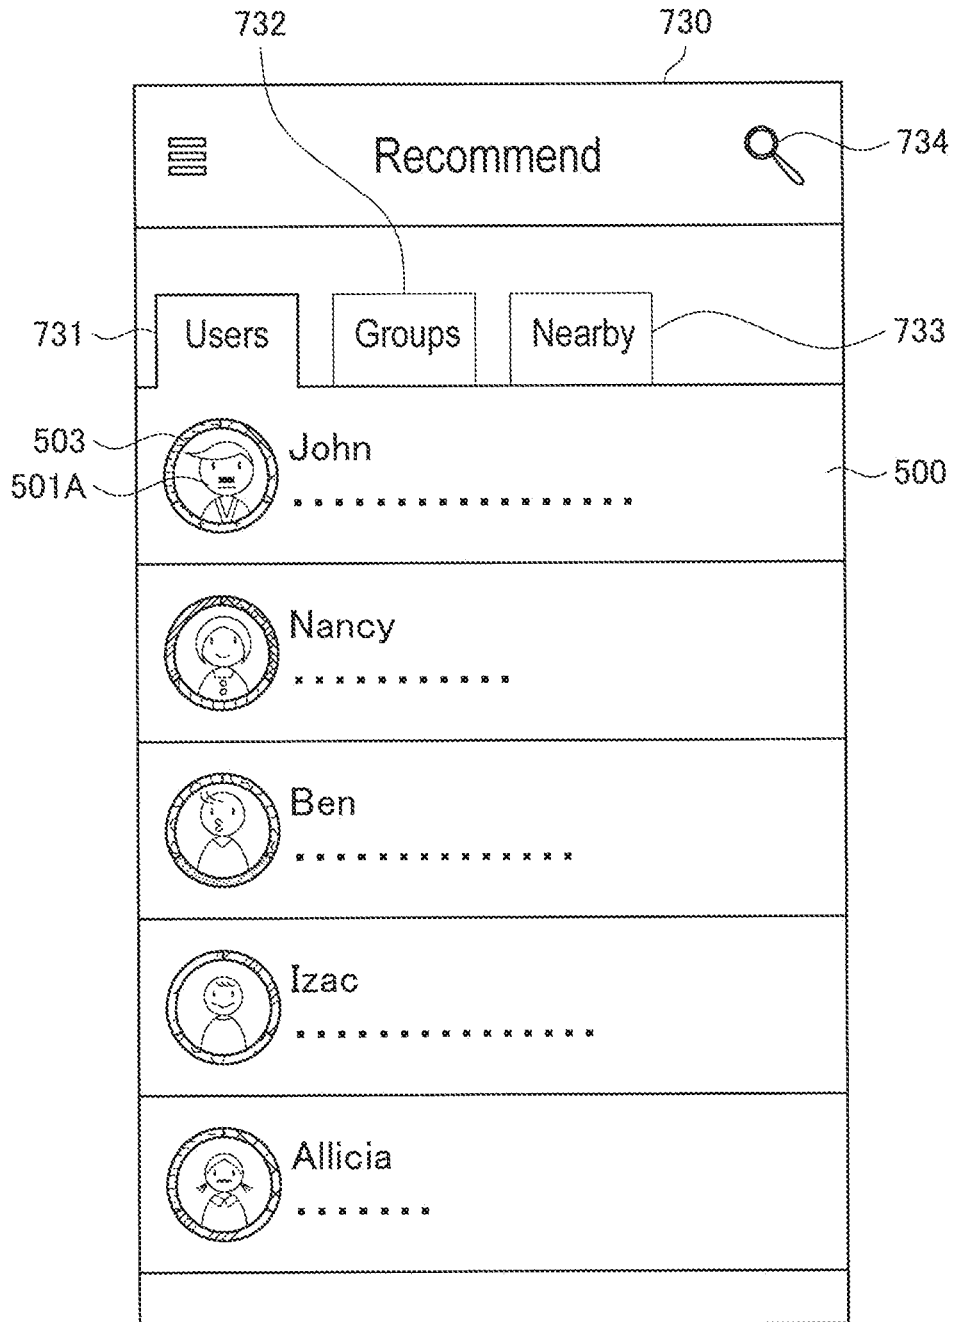 732
730
Recommend
734
731
Users
Groups
Nearby
733
503
John
501A
500
Nancy
Ben
Izac
Allicia